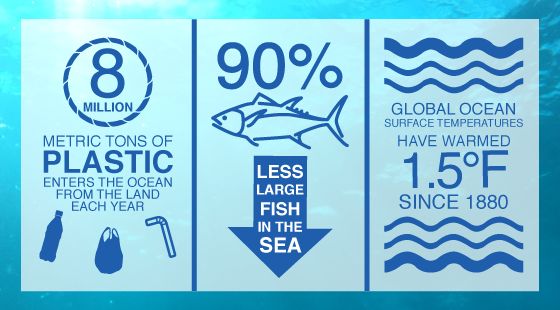 8
MILLION
METRIC TONS OF
PLASTIC
ENTERS THE OCEAN
FROM THE LAND
EACH YEAR
90%
LESS
LARGE
FISH
IN THE
SEA
GLOBAL OCEAN
SURFACE TEMPERATURES
HAVE WARMED
1.5°F
SINCE 1880